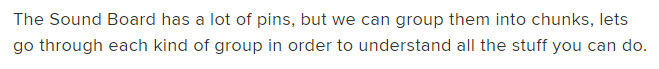 The Sound Board has a lot of pins, but we can group them into chunks, lets
go through each kind of group in order to understand all the stuff you can do.